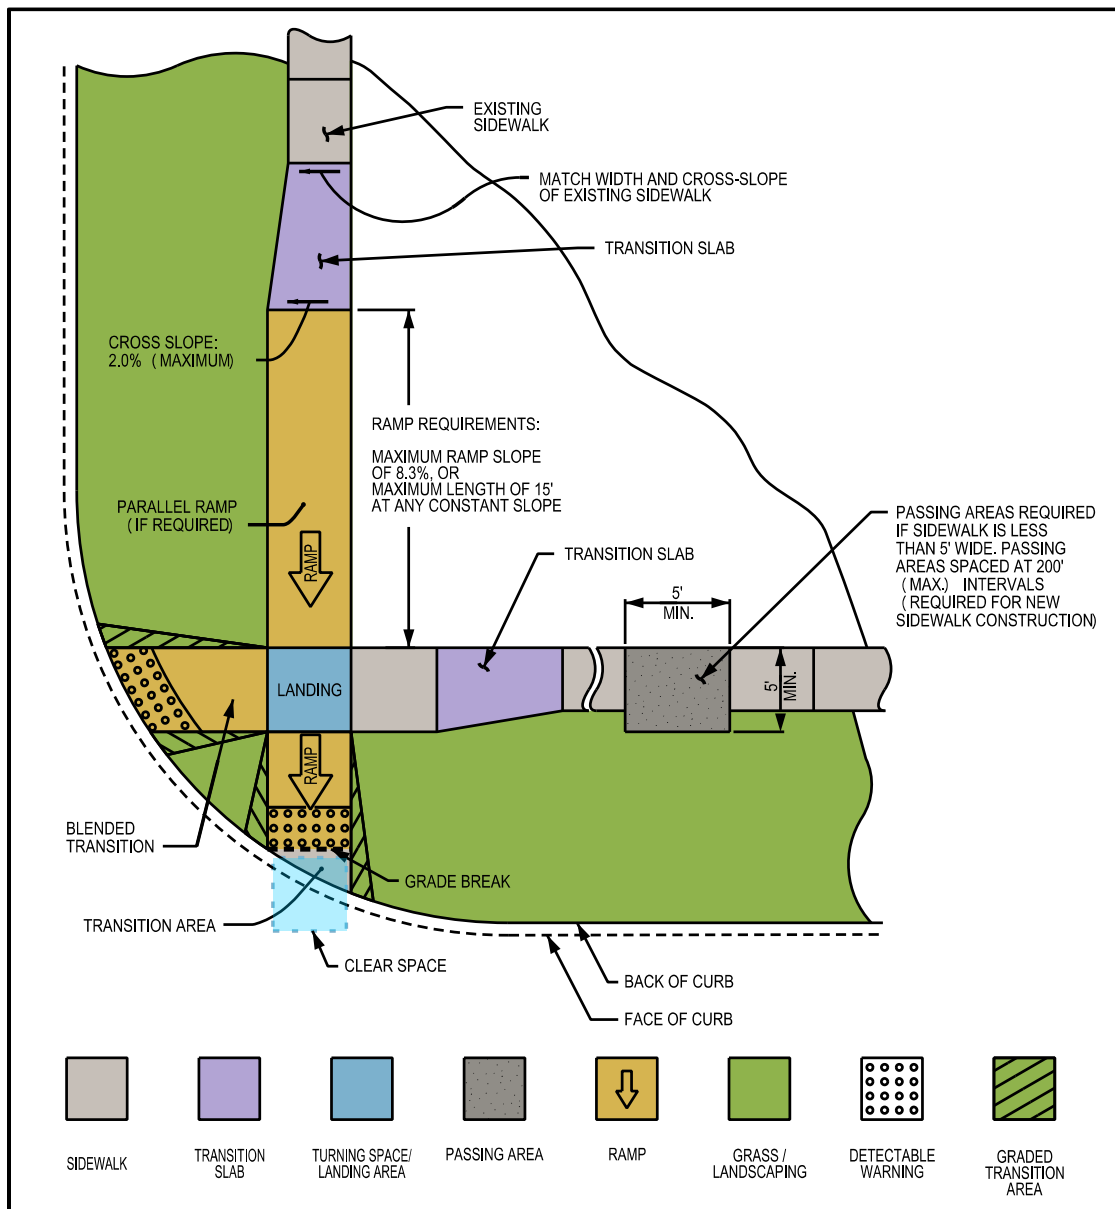 EXISTING
SIDEWALK
MATCH WIDTH AND CROSS-SLOPE
OF EXISTING SIDEWALK
TRANSITION SLAB
CROSS SLOPE:
2.0% ( MAXIMUM)
RAMP REQUIREMENTS:
MAXIMUM RAMP SLOPE
OF 8.3%, OR
MAXIMUM LENGTH OF 15'
AT ANY CONSTANT SLOPE
PARALLEL RAMP
( IF REQUIRED)
RAMP
TRANSITION SLAB
PASSING AREAS REQUIRED
IF SIDEWALK IS LESS
THAN 5' WIDE. PASSING
AREAS SPACED AT 200'
( MAX.) INTERVALS
( REQUIRED FOR NEW
SIDEWALK CONSTRUCTION)
5'
MIN.
LANDING
5'
MIN.
RAMP
BLENDED
TRANSITION
GRADE BREAK
TRANSITION AREA
CLEAR SPACE
BACK OF CURB
FACE OF CURB
SIDEWALK
TRANSITION
SLAB
TURNING SPACE/
LANDING AREA
PASSING AREA
RAMP
GRASS /
LANDSCAPING
DETECTABLE
WARNING
GRADED
TRANSITION
AREA